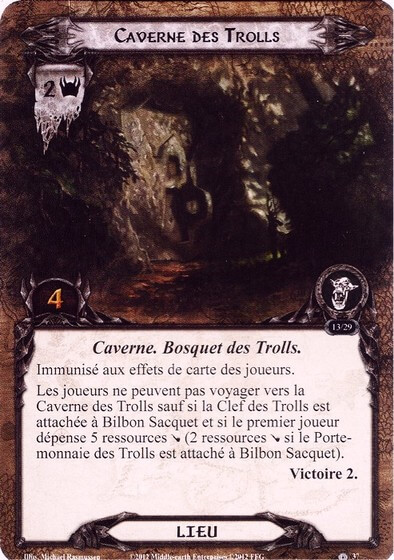 Caverne des Trolls
2
4
13/29
Caverne. Bosquet des Trolls.
Immunisé aux effets de carte des joueurs.
Les joueurs ne peuvent pas voyager vers la
Caverne des Trolls sauf si la Clef des Trolls est
attachée à Bilbon Sacquet et si le premier joueur
dépense 5 ressources (2 ressources si le Porte-
monnaie des Trolls est attaché à Bilbon Sacquet).
Victoire 2.
LIEU
Illus. Michael Rasmussen ©2012 Middle-earth Enterprises ©2012 FFG 37